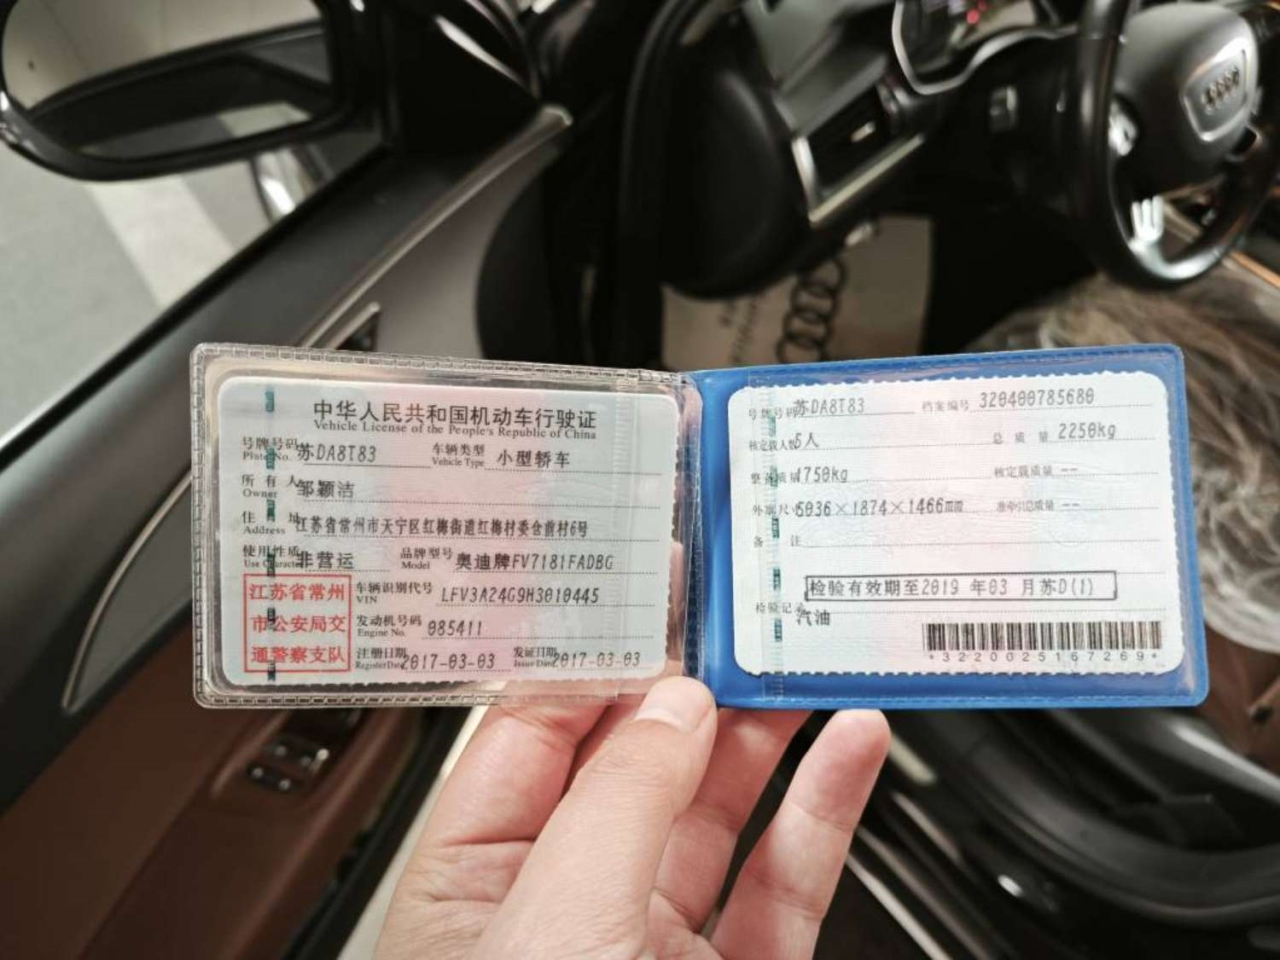 中华人民共和国机动车行驶证
Vehicle License of the People's Republic of China
号牌号码 苏DA8T83 车辆类型 小型轿车
Plate No. Vehicle Type
所有人 邹颖洁
Owner
住址 江苏省常州市天宁区红梅街道红梅村委仓前村6号
Address
使用性质 非营运 品牌型号 奥迪牌FV7181FADBG
Use Character Model
江苏省常州
市公安局交
通警察支队
车辆识别代号 LFV3A24G9H3010445
VIN
发动机号码 085411
Engine No.
注册日期 2017-03-03 发证日期 2017-03-03
Register Date Issue Date
号牌号码 苏DA8T83 档案编号 320400785680
核定载人数 5人 总质量 2250kg
整备质量 1750kg 核定载质量 --
外廓尺寸 5036×1874×1466mm 准牵引总质量 --
备注
检验有效期至2019年03月苏D(1)
检验记录
汽油
*3220025167269*